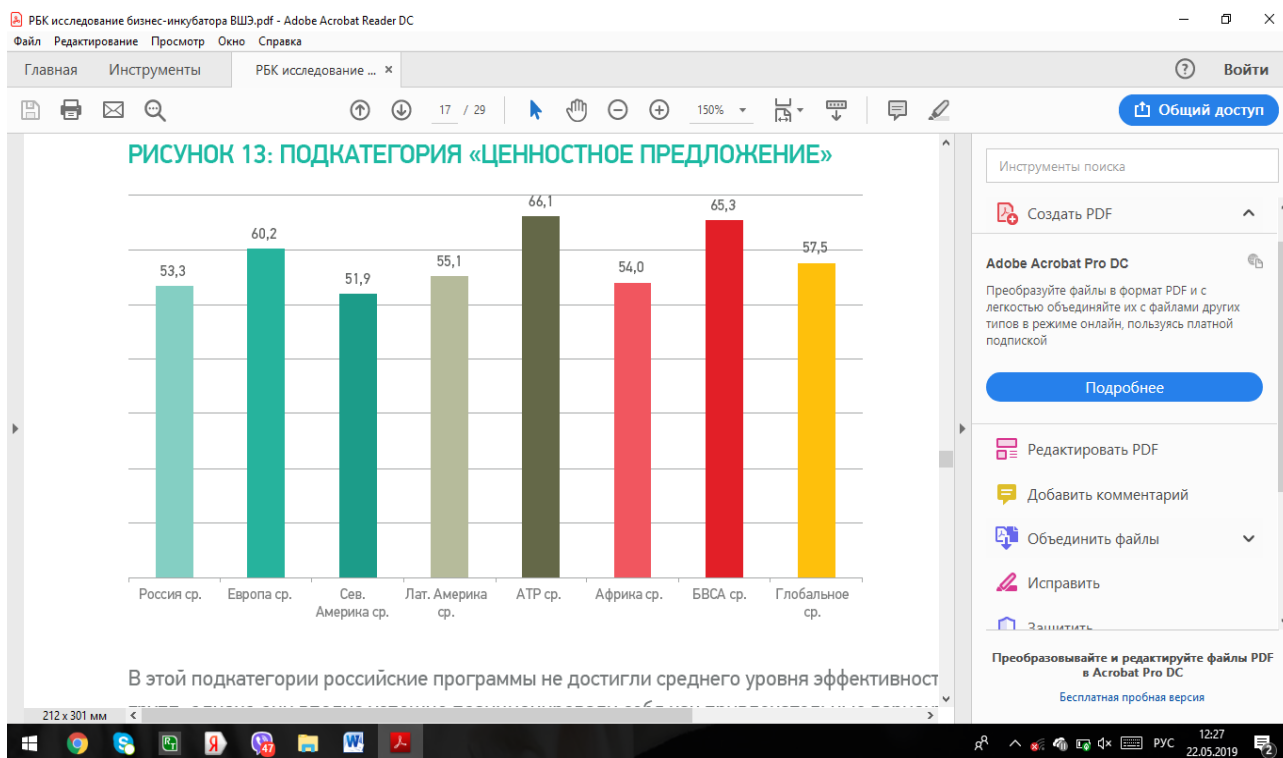 РБК исследование бизнес-инкубатора ВШЭ.pdf - Adobe Acrobat Reader DC
Файл Редактирование Просмотр Окно Справка
Главная Инструменты РБК исследование ... × Войти
17 / 29 150% Общий доступ
РИСУНОК 13: ПОДКАТЕГОРИЯ «ЦЕННОСТНОЕ ПРЕДЛОЖЕНИЕ»
53,3 60,2 51,9 55,1 66,1 54,0 65,3 57,5
Россия ср. Европа ср. Сев. Лат. Америка АТР ср. Африка ср. БВСА ср. Глобальное
Америка ср. ср. ср.
В этой подкатегории российские программы не достигли среднего уровня эффективност
212 x 301 мм
Инструменты поиска
Создать PDF
Adobe Acrobat Pro DC
Преобразуйте файлы в формат PDF и с
легкостью объединяйте их с файлами других
типов в режиме онлайн, пользуясь платной
подпиской
Подробнее
Редактировать PDF
Добавить комментарий
Объединить файлы
Исправить
Защитить
Преобразовывайте и редактируйте файлы PDF
в Acrobat Pro DC
Бесплатная пробная версия
47
РУС 12:27
22.05.2019 2